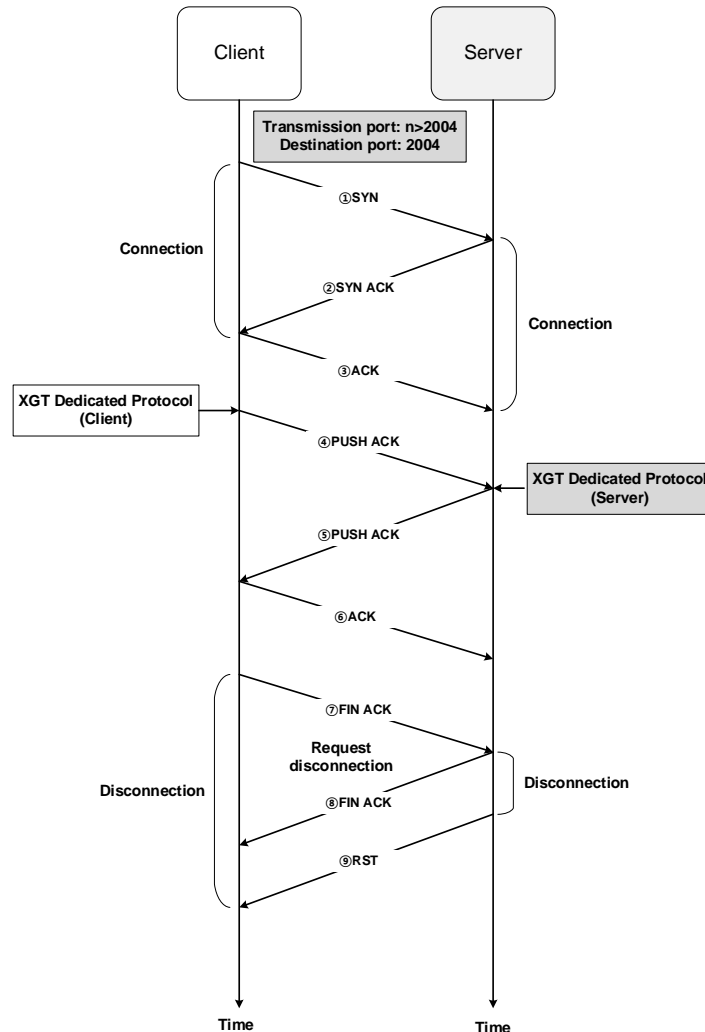 Client
Server
Transmission port: n>2004
Destination port: 2004
①SYN
Connection
②SYN ACK
Connection
③ACK
XGT Dedicated Protocol
(Client)
④PUSH ACK
XGT Dedicated Protocol
(Server)
⑤PUSH ACK
⑥ACK
⑦FIN ACK
Request
disconnection
Disconnection
Disconnection
⑧FIN ACK
⑨RST
Time
Time